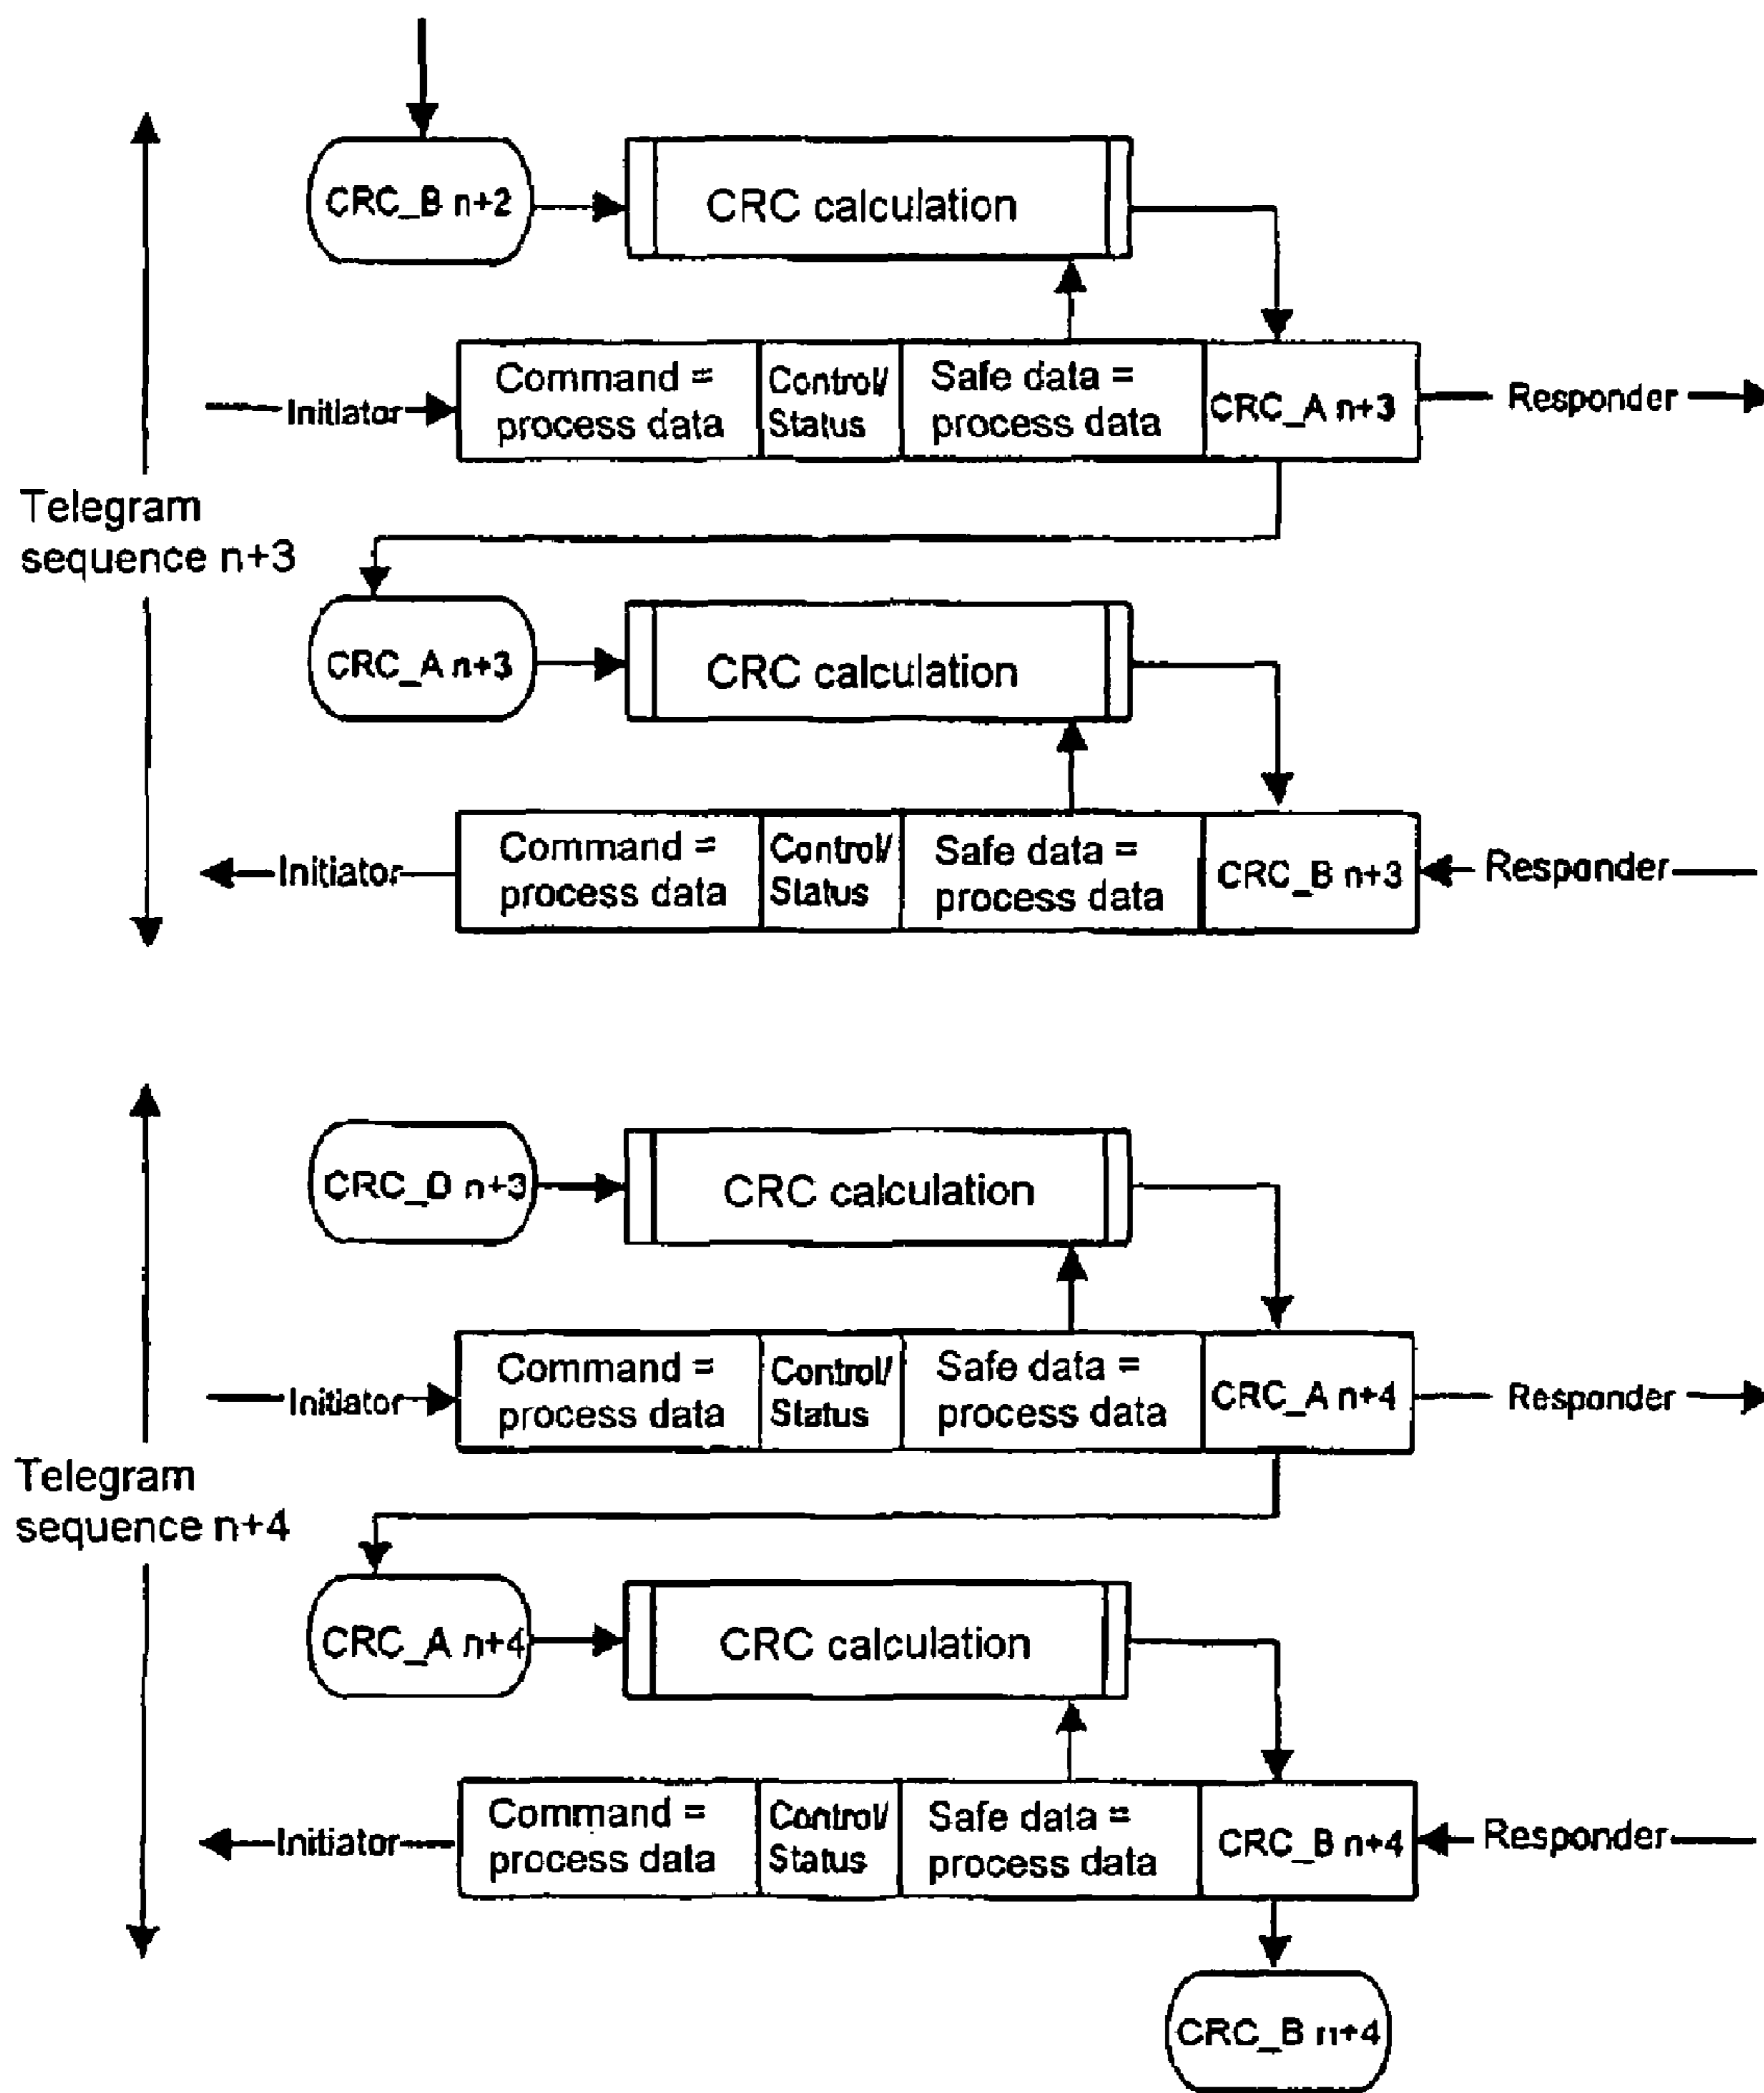 CRC_B n+2
CRC calculation
Initiator
Command =
process data
Control/
Status
Safe data =
process data
CRC_A n+3
Responder
Telegram
sequence n+3
CRC_A n+3
CRC calculation
Initiator
Command =
process data
Control/
Status
Safe data =
process data
CRC_B n+3
Responder
CRC_D n+3
CRC calculation
Initiator
Command =
process data
Control/
Status
Safe data =
process data
CRC_A n+4
Responder
Telegram
sequence n+4
CRC_A n+4
CRC calculation
Initiator
Command =
process data
Control/
Status
Safe data =
process data
CRC_B n+4
Responder
CRC_B n+4